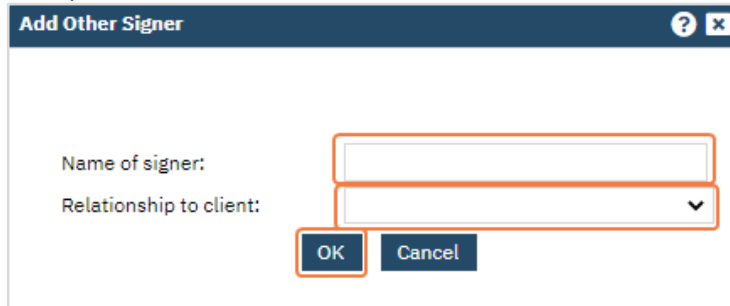 Add Other Signer
Name of signer:
Relationship to client:
OK Cancel